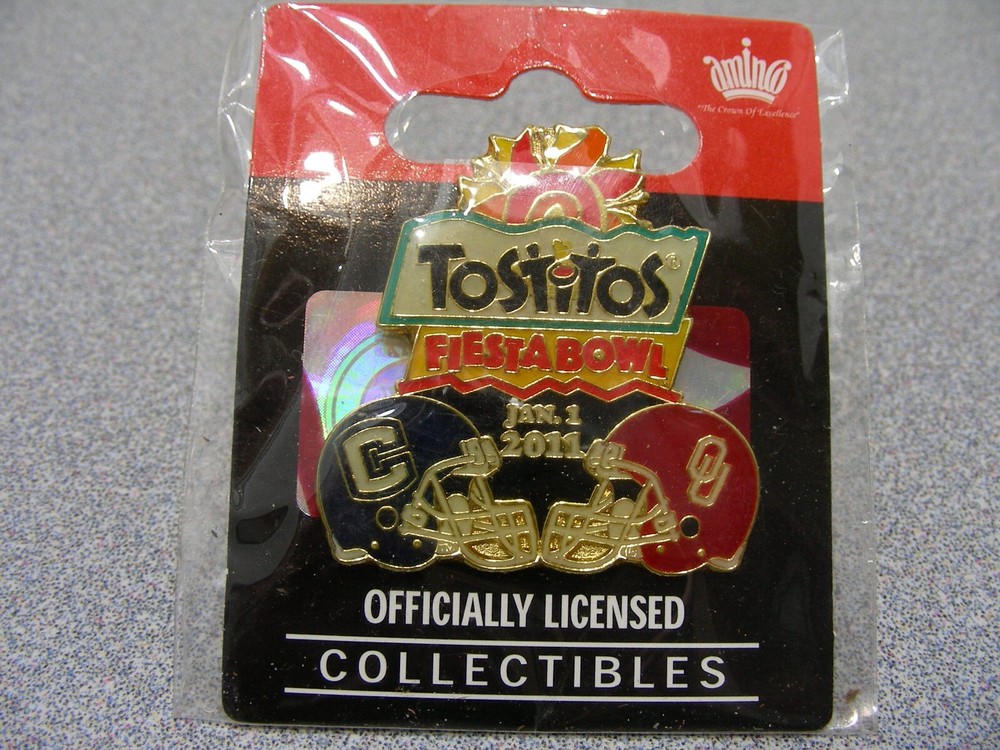 aminco
"The Crown Of Excellence"
TOSTITOS®
FIESTA BOWL
JAN. 1
2011
C
OU
OFFICIALLY LICENSED
COLLECTIBLES